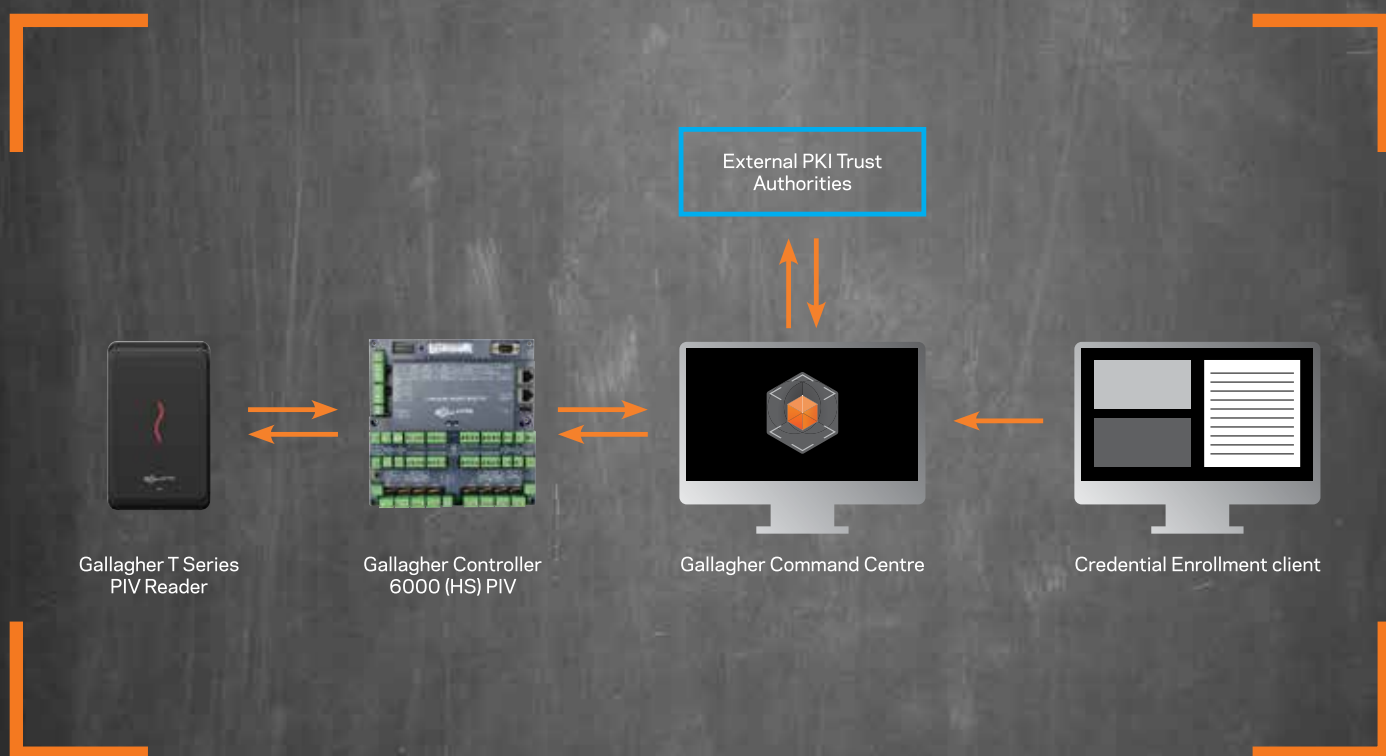 External PKI Trust
Authorities
Gallagher T Series
PIV Reader
Gallagher Controller
6000 (HS) PIV
Gallagher Command Centre
Credential Enrollment client